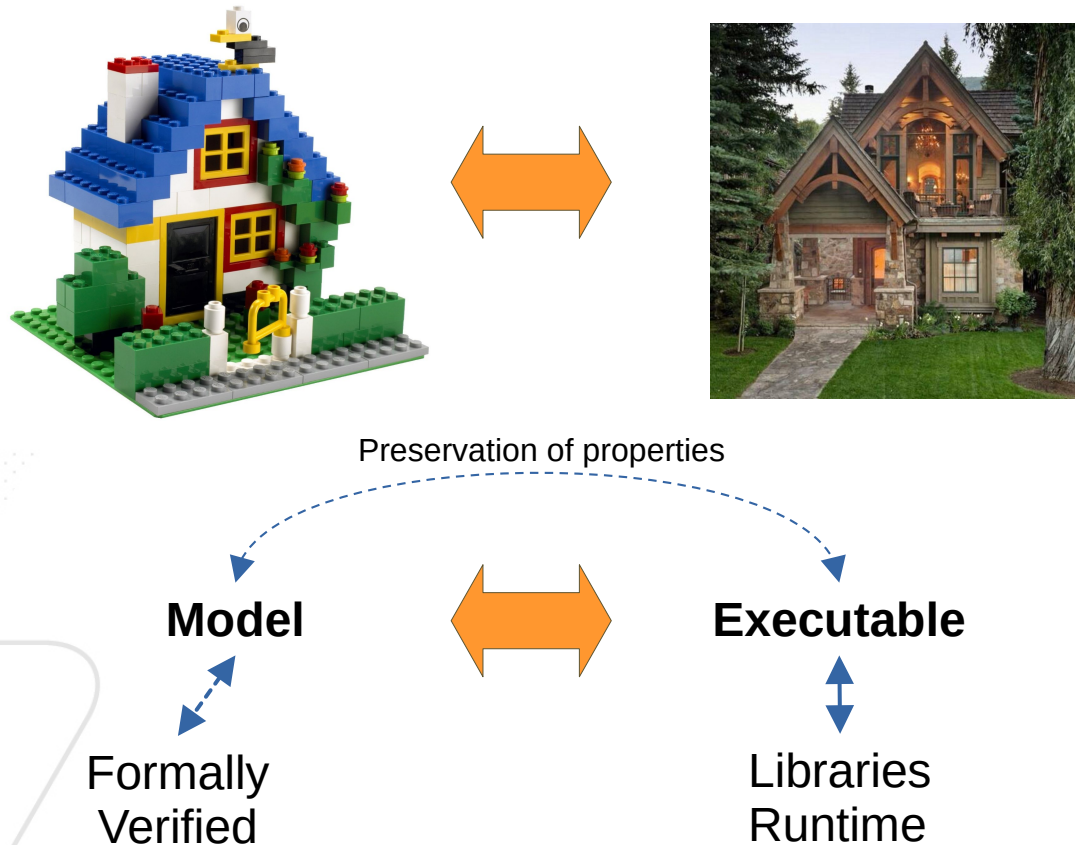 Preservation of properties
Model
Executable
Formally
Verified
Libraries
Runtime